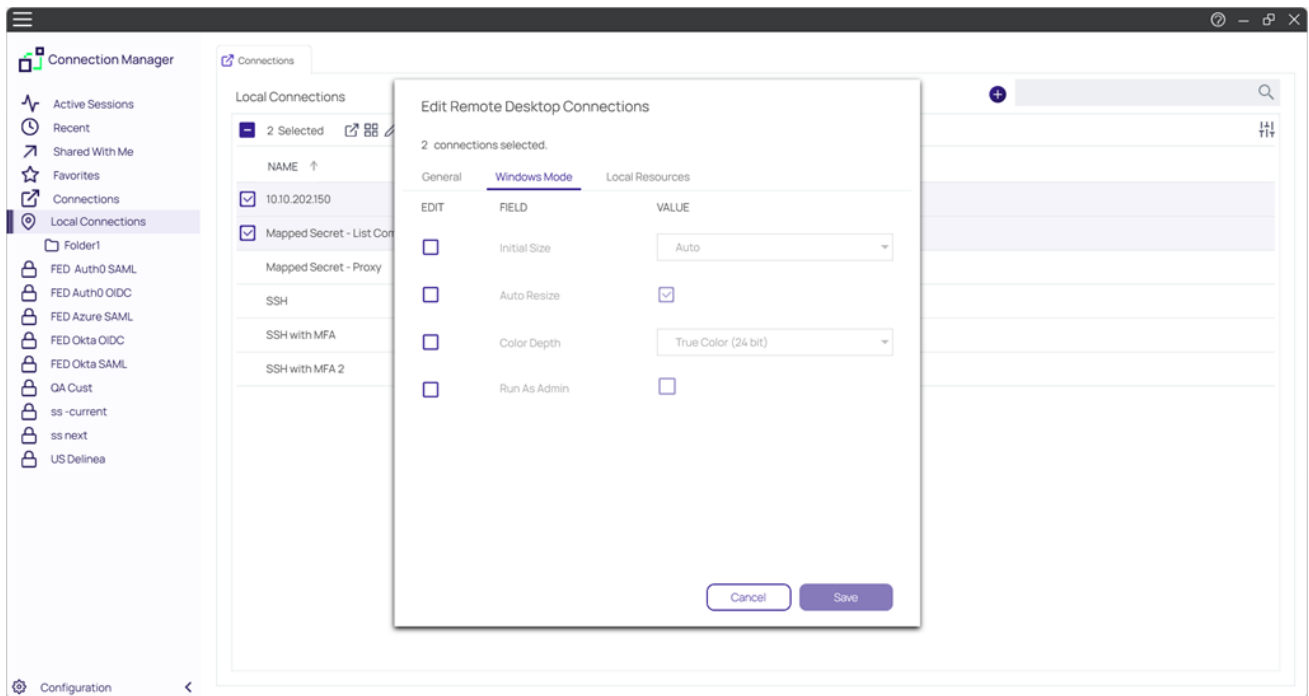 Connection Manager
Active Sessions
Recent
Shared With Me
Favorites
Connections
Local Connections
Folder1
FED Auth0 SAML
FED Auth0 OIDC
FED Azure SAML
FED Okta OIDC
FED Okta SAML
QA Cust
ss -current
ss next
US Delinea
Configuration
Connections
Local Connections
2 Selected
NAME
10.10.202.150
Mapped Secret - List Com
Mapped Secret - Proxy
SSH
SSH with MFA
SSH with MFA 2
Edit Remote Desktop Connections
2 connections selected.
General Windows Mode Local Resources
EDIT FIELD VALUE
Initial Size Auto
Auto Resize
Color Depth True Color (24 bit)
Run As Admin
Cancel Save